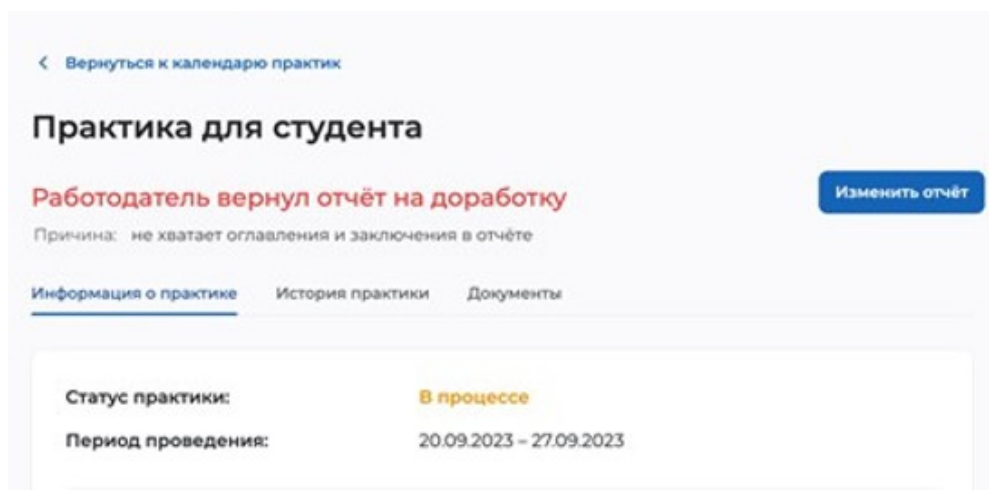 Вернуться к календарю практик
Практика для студента
Работодатель вернул отчёт на доработку
Изменить отчёт
Причина: не хватает оглавления и заключения в отчёте
Информация о практике История практики Документы
Статус практики: В процессе
Период проведения: 20.09.2023 – 27.09.2023